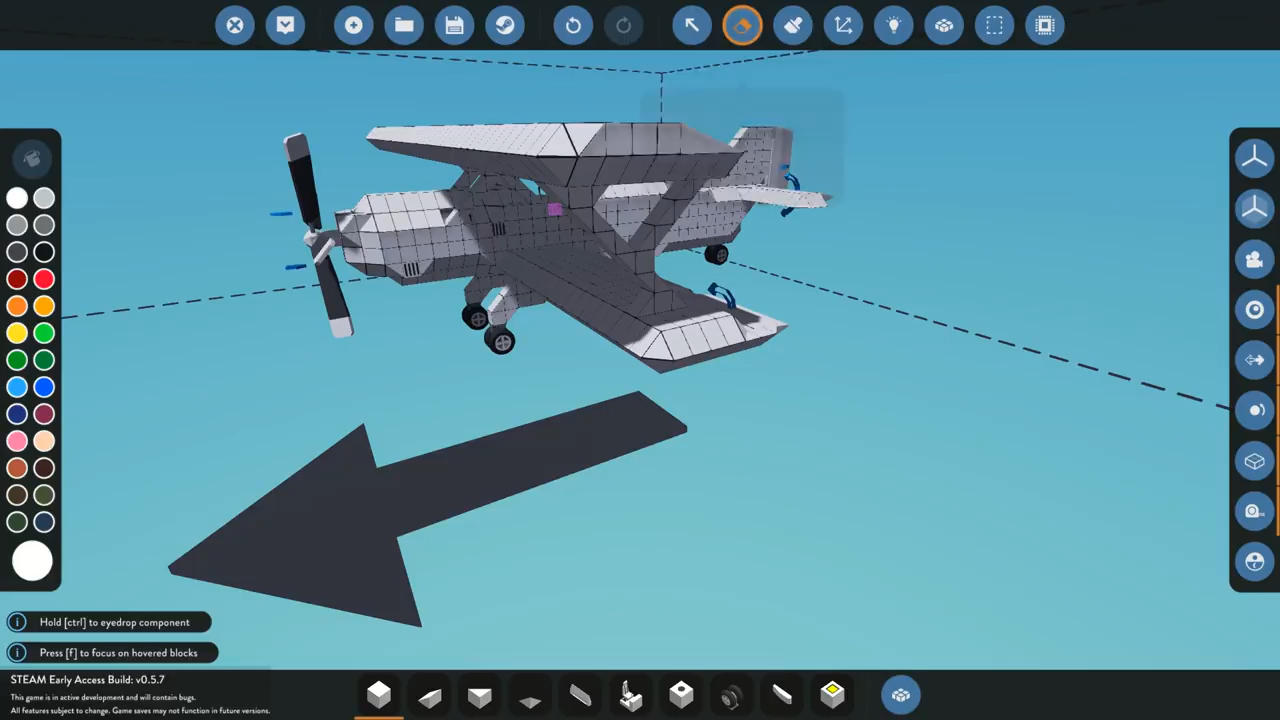 Hold [ctrl] to eyedrop component
Press [f] to focus on hovered blocks
STEAM Early Access Build: v0.5.7
This game is in active development and will contain bugs.
All features subject to change. Game saves may not function in future versions.